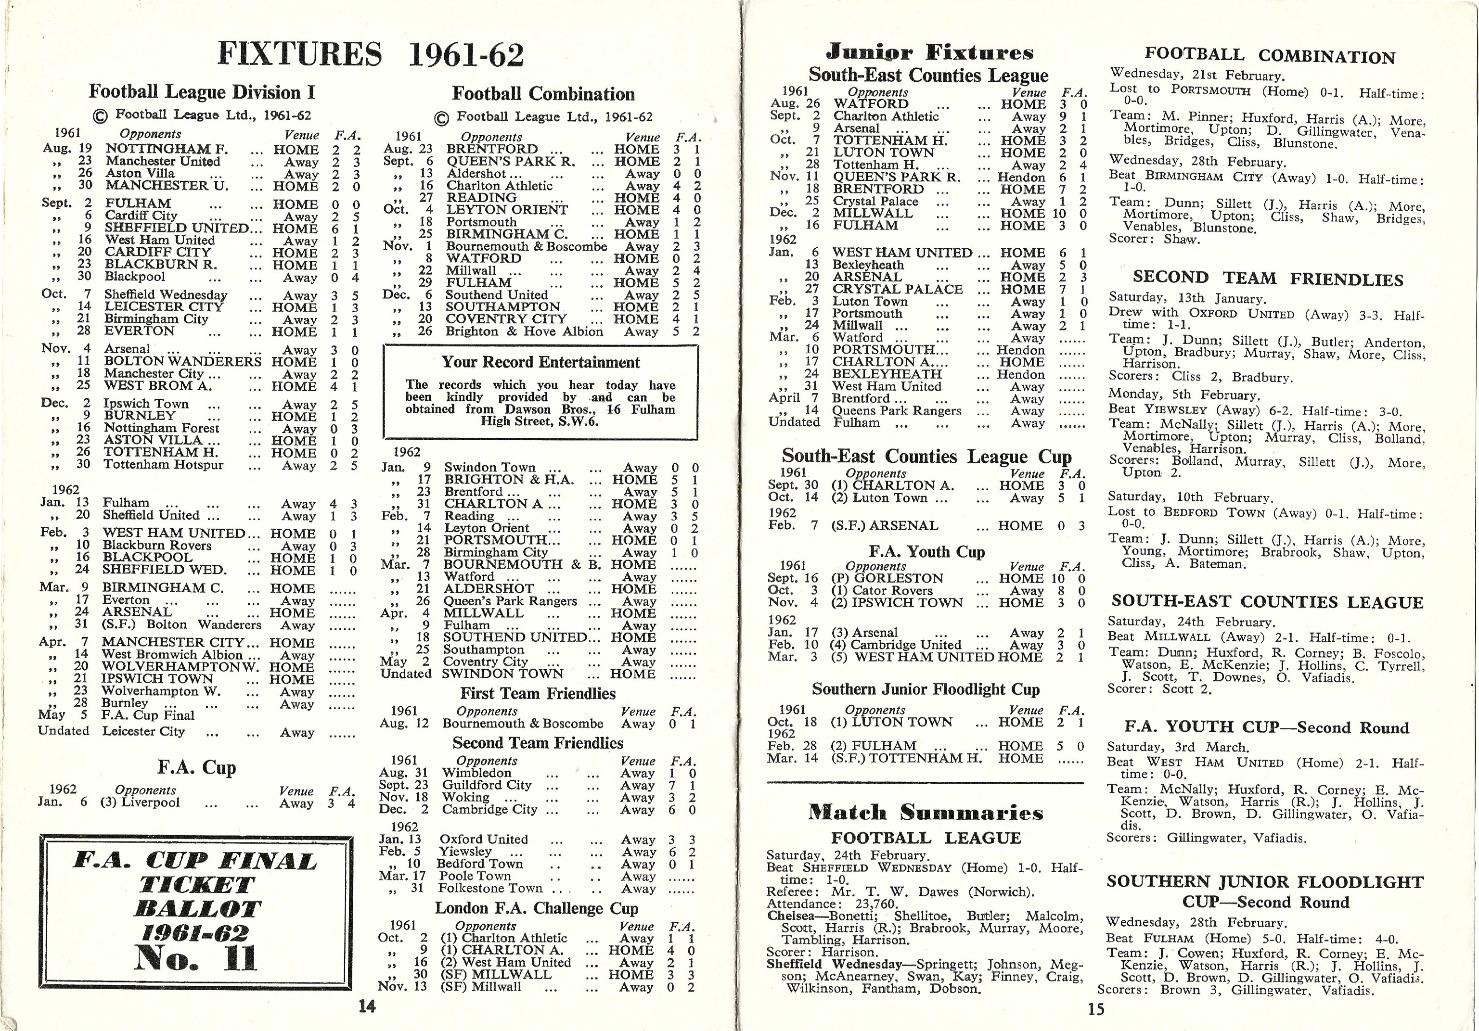 FIXTURES 1961-62
Football League Division I
© Football League Ltd., 1961-62
1961 Opponents Venue F.A.
Aug. 19 NOTTINGHAM F. ... HOME 2 2
,, 23 Manchester United ... Away 2 3
,, 26 Aston Villa ... ... Away 2 3
,, 30 MANCHESTER U. ... HOME 2 0
Sept. 2 FULHAM ... ... HOME 0 0
,, 6 Cardiff City ... Away 2 5
,, 9 SHEFFIELD UNITED... HOME 6 1
,, 16 West Ham United ... Away 1 2
,, 20 CARDIFF CITY ... HOME 2 3
,, 23 BLACKBURN R. ... HOME 1 1
,, 30 Blackpool ... ... Away 0 4
Oct. 7 Sheffield Wednesday ... Away 3 5
,, 14 LEICESTER CITY ... HOME 1 3
,, 21 Birmingham City ... Away 2 3
,, 28 EVERTON ... ... HOME 1 1
Nov. 4 Arsenal ... ... ... Away 3 0
,, 11 BOLTON WANDERERS HOME 1 0
,, 18 Manchester City ... ... Away 2 2
,, 25 WEST BROM A. ... HOME 4 1
Dec. 2 Ipswich Town ... ... Away 2 5
,, 9 BURNLEY ... ... HOME 1 2
,, 16 Nottingham Forest ... Away 0 3
,, 23 ASTON VILLA ... ... HOME 1 0
,, 26 TOTTENHAM H. ... HOME 0 2
,, 30 Tottenham Hotspur ... Away 2 5
1962
Jan. 13 Fulham ... ... ... Away 4 3
,, 20 Sheffield United ... ... Away 1 3
Feb. 3 WEST HAM UNITED... HOME 0 1
,, 10 Blackburn Rovers ... Away 0 3
,, 16 BLACKPOOL ... HOME 1 0
,, 24 SHEFFIELD WED. ... HOME 1 0
Mar. 9 BIRMINGHAM C. ... HOME ......
,, 17 Everton ... ... ... Away ......
,, 24 ARSENAL ... ... HOME ......
,, 31 (S.F.) Bolton Wanderers Away ......
Apr. 7 MANCHESTER CITY... HOME ......
,, 14 West Bromwich Albion ... Away ......
,, 20 WOLVERHAMPTON W. HOME ......
,, 21 IPSWICH TOWN ... HOME ......
,, 23 Wolverhampton W. ... Away ......
,, 28 Burnley ... ... ... Away ......
May 5 F.A. Cup Final
Undated Leicester City ... ... Away ......
F.A. Cup
1962 Opponents Venue F.A.
Jan. 6 (3) Liverpool ... ... Away 3 4
F.A. CUP FINAL
TICKET
BALLOT
1961-62
No. 11
Football Combination
© Football League Ltd., 1961-62
1961 Opponents Venue F.A.
Aug. 23 BRENTFORD ... ... HOME 3 1
Sept. 6 QUEEN'S PARK R. ... HOME 2 1
,, 13 Aldershot ... ... ... Away 0 0
,, 16 Charlton Athletic ... Away 4 2
,, 27 READING ... ... HOME 4 0
Oct. 4 LEYTON ORIENT ... HOME 4 0
,, 18 Portsmouth ... ... Away 1 2
,, 25 BIRMINGHAM C. ... HOME 1 1
Nov. 1 Bournemouth & Boscombe Away 2 3
,, 8 WATFORD ... ... HOME 0 2
,, 22 Millwall ... ... ... Away 2 4
,, 29 FULHAM ... ... HOME 5 2
Dec. 6 Southend United ... Away 2 5
,, 13 SOUTHAMPTON ... HOME 2 1
,, 20 COVENTRY CITY ... HOME 4 1
,, 26 Brighton & Hove Albion Away 5 2
Your Record Entertainment
The records which you hear today have
been kindly provided by and can be
obtained from Dawson Bros., 16 Fulham
High Street, S.W.6.
1962
Jan. 9 Swindon Town ... ... Away 0 0
,, 17 BRIGHTON & H.A. ... HOME 5 1
,, 23 Brentford ... ... ... Away 5 1
,, 31 CHARLTON A ... ... HOME 3 0
Feb. 7 Reading ... ... ... Away 3 5
,, 14 Leyton Orient ... ... Away 0 2
,, 21 PORTSMOUTH... ... HOME 0 1
,, 28 Birmingham City ... Away 1 0
Mar. 7 BOURNEMOUTH & B. HOME ......
,, 13 Watford ... ... ... Away ......
,, 21 ALDERSHOT ... ... HOME ......
,, 26 Queen's Park Rangers ... Away ......
Apr. 4 MILLWALL ... ... HOME ......
,, 9 Fulham ... ... ... Away ......
,, 18 SOUTHEND UNITED... HOME ......
,, 25 Southampton ... ... Away ......
May 2 Coventry City ... ... Away ......
Undated SWINDON TOWN ... HOME ......
First Team Friendlies
1961 Opponents Venue F.A.
Aug. 12 Bournemouth & Boscombe Away 0 1
Second Team Friendlies
1961 Opponents Venue F.A.
Aug. 31 Wimbledon ... ... Away 1 0
Sept. 23 Guildford City ... ... Away 7 1
Nov. 18 Woking ... ... ... Away 3 2
Dec. 2 Cambridge City ... ... Away 6 0
1962
Jan. 13 Oxford United ... ... Away 3 3
Feb. 5 Yiewsley ... ... ... Away 6 2
,, 10 Bedford Town .. .. Away 0 1
Mar. 17 Poole Town .. .. Away ......
,, 31 Folkestone Town ... .. Away ......
London F.A. Challenge Cup
1961 Opponents Venue F.A.
Oct. 2 (1) Charlton Athletic ... Away 1 1
,, 9 (1) CHARLTON A. ... HOME 4 0
,, 16 (2) West Ham United ... Away 2 1
,, 30 (SF) MILLWALL ... HOME 3 3
Nov. 13 (SF) Millwall ... ... Away 0 2
14
Junior Fixtures
South-East Counties League
1961 Opponents Venue F.A.
Aug. 26 WATFORD ... ... HOME 3 0
Sept. 2 Charlton Athletic ... Away 9 1
,, 9 Arsenal ... ... ... Away 2 1
Oct. 7 TOTTENHAM H. ... HOME 3 2
,, 21 LUTON TOWN ... HOME 2 0
,, 28 Tottenham H. ... ... Away 2 4
Nov. 11 QUEEN'S PARK R. ... Hendon 6 1
,, 18 BRENTFORD ... ... HOME 7 2
,, 25 Crystal Palace ... ... Away 1 2
Dec. 2 MILLWALL ... ... HOME 10 0
,, 16 FULHAM ... ... HOME 3 0
1962
Jan. 6 WEST HAM UNITED ... HOME 6 1
13 Bexleyheath ... ... Away 5 0
,, 20 ARSENAL ... ... HOME 2 3
,, 27 CRYSTAL PALACE ... HOME 7 1
Feb. 3 Luton Town ... ... Away 1 0
,, 17 Portsmouth ... ... Away 1 0
,, 24 Millwall ... ... ... Away 2 1
Mar. 6 Watford ... ... ... Away ......
,, 10 PORTSMOUTH... ... Hendon ......
,, 17 CHARLTON A.... ... HOME ......
,, 24 BEXLEYHEATH ... Hendon ......
,, 31 West Ham United ... Away ......
April 7 Brentford ... ... ... Away ......
,, 14 Queens Park Rangers ... Away ......
Undated Fulham ... ... ... Away ......
South-East Counties League Cup
1961 Opponents Venue F.A.
Sept. 30 (1) CHARLTON A. ... HOME 3 0
Oct. 14 (2) Luton Town ... ... Away 5 1
1962
Feb. 7 (S.F.) ARSENAL ... HOME 0 3
F.A. Youth Cup
1961 Opponents Venue F.A.
Sept. 16 (P) GORLESTON ... HOME 10 0
Oct. 3 (1) Cator Rovers ... Away 8 0
Nov. 4 (2) IPSWICH TOWN ... HOME 3 0
1962
Jan. 17 (3) Arsenal ... ... Away 2 1
Feb. 10 (4) Cambridge United ... Away 3 0
Mar. 3 (5) WEST HAM UNITED HOME 2 1
Southern Junior Floodlight Cup
1961 Opponents Venue F.A.
Oct. 18 (1) LUTON TOWN ... HOME 2 1
1962
Feb. 28 (2) FULHAM ... ... HOME 5 0
Mar. 14 (S.F.) TOTTENHAM H. HOME ......
Match Summaries
FOOTBALL LEAGUE
Saturday, 24th February.
Beat SHEFFIELD WEDNESDAY (Home) 1-0. Half-
time: 1-0.
Referee: Mr. T. W. Dawes (Norwich).
Attendance: 23,760.
Chelsea—Bonetti; Shellitoe, Butler; Malcolm,
Scott, Harris (R.); Brabrook, Murray, Moore,
Tambling, Harrison.
Scorer: Harrison.
Sheffield Wednesday—Springett; Johnson, Meg-
son; McAnearney, Swan, Kay; Finney, Craig,
Wilkinson, Fantham, Dobson.
FOOTBALL COMBINATION
Wednesday, 21st February.
Lost to PORTSMOUTH (Home) 0-1. Half-time:
0-0.
Team: M. Pinner; Huxford, Harris (A.); More,
Mortimore, Upton; D. Gillingwater, Vena-
bles, Bridges, Cliss, Blunstone.
Wednesday, 28th February.
Beat BIRMINGHAM CITY (Away) 1-0. Half-time:
1-0.
Team: Dunn; Sillett (J.), Harris (A.); More,
Mortimore, Upton; Cliss, Shaw, Bridges,
Venables, Blunstone.
Scorer: Shaw.
SECOND TEAM FRIENDLIES
Saturday, 13th January.
Drew with OXFORD UNITED (Away) 3-3. Half-
time: 1-1.
Team: J. Dunn; Sillett (J.), Butler; Anderton,
Upton, Bradbury; Murray, Shaw, More, Cliss,
Harrison.
Scorers: Cliss 2, Bradbury.
Monday, 5th February.
Beat YIEWSLEY (Away) 6-2. Half-time: 3-0.
Team: McNally; Sillett (J.), Harris (A.); More,
Mortimore, Upton; Murray, Cliss, Bolland,
Venables, Harrison.
Scorers: Bolland, Murray, Sillett (J.), More,
Upton 2.
Saturday, 10th February.
Lost to BEDFORD TOWN (Away) 0-1. Half-time:
0-0.
Team: J. Dunn; Sillett (J.), Harris (A.); More,
Young, Mortimore; Brabrook, Shaw, Upton,
Cliss, A. Bateman.
SOUTH-EAST COUNTIES LEAGUE
Saturday, 24th February.
Beat MILLWALL (Away) 2-1. Half-time: 0-1.
Team: Dunn; Huxford, R. Corney; B. Foscolo,
Watson, E. McKenzie; J. Hollins, C. Tyrrell,
J. Scott, T. Downes, O. Vafiadis.
Scorer: Scott 2.
F.A. YOUTH CUP—Second Round
Saturday, 3rd March.
Beat WEST HAM UNITED (Home) 2-1. Half-
time: 0-0.
Team: McNally; Huxford, R. Corney; E. Mc-
Kenzie, Watson, Harris (R.); J. Hollins, J.
Scott, D. Brown, D. Gillingwater, O. Vafia-
dis.
Scorers: Gillingwater, Vafiadis.
SOUTHERN JUNIOR FLOODLIGHT
CUP—Second Round
Wednesday, 28th February.
Beat FULHAM (Home) 5-0. Half-time: 4-0.
Team: J. Cowen; Huxford, R. Corney; E. Mc-
Kenzie, Watson, Harris (R.); J. Hollins, J.
Scott, D. Brown, D. Gillingwater, O. Vafiadis.
Scorers: Brown 3, Gillingwater, Vafiadis.
15